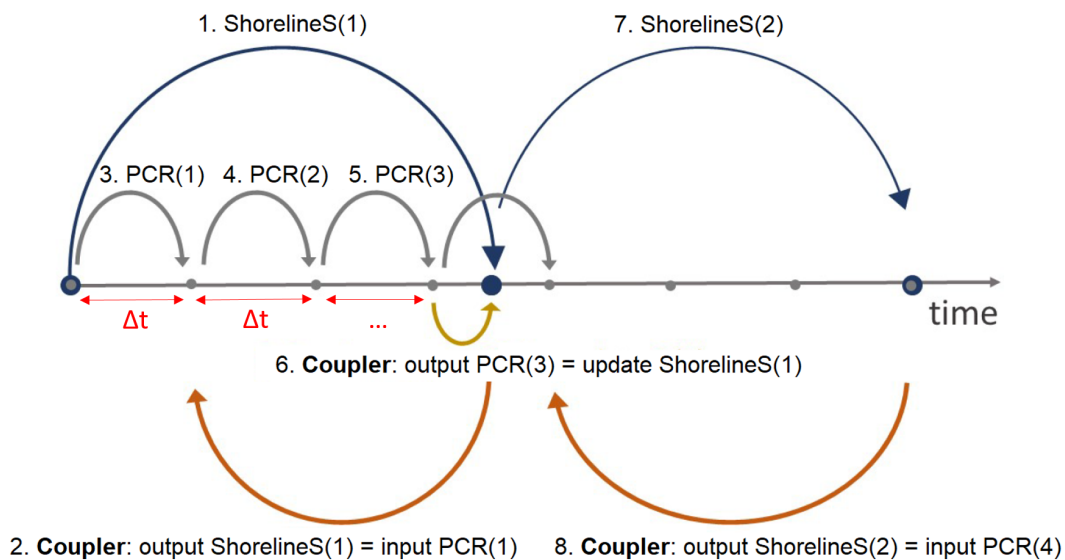 1. ShorelineS(1)
7. ShorelineS(2)
3. PCR(1)
4. PCR(2)
5. PCR(3)
Δt
Δt
...
time
6. Coupler: output PCR(3) = update ShorelineS(1)
2. Coupler: output ShorelineS(1) = input PCR(1)
8. Coupler: output ShorelineS(2) = input PCR(4)